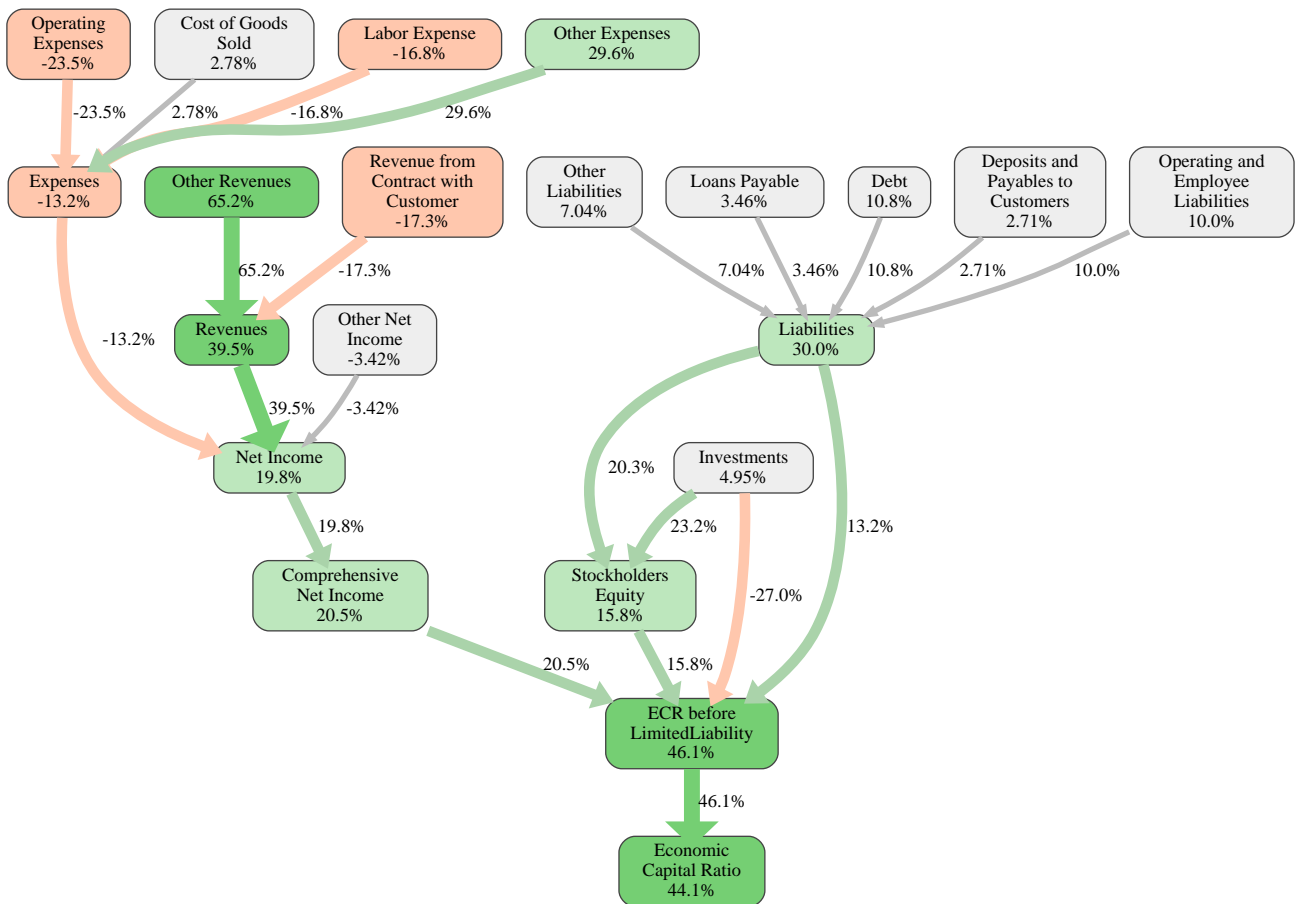 Operating
Expenses
-23.5%
Cost of Goods
Sold
2.78%
Labor Expense
-16.8%
Other Expenses
29.6%
-23.5%
2.78%
-16.8%
29.6%
Expenses
-13.2%
Other Revenues
65.2%
Revenue from
Contract with
Customer
-17.3%
Other
Liabilities
7.04%
Loans Payable
3.46%
Debt
10.8%
Deposits and
Payables to
Customers
2.71%
Operating and
Employee
Liabilities
10.0%
65.2%
-17.3%
7.04%
3.46%
10.8%
2.71%
10.0%
-13.2%
Revenues
39.5%
Other Net
Income
-3.42%
Liabilities
30.0%
39.5%
-3.42%
Net Income
19.8%
20.3%
Investments
4.95%
19.8%
23.2%
13.2%
Comprehensive
Net Income
20.5%
Stockholders
Equity
15.8%
-27.0%
20.5%
15.8%
ECR before
LimitedLiability
46.1%
46.1%
Economic
Capital Ratio
44.1%